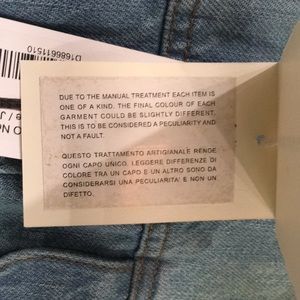 D1686611510
DUE TO THE MANUAL TREATMENT EACH ITEM IS
ONE OF A KIND. THE FINAL COLOUR OF EACH
GARMENT COULD BE SLIGHTLY DIFFERENT.
THIS IS TO BE CONSIDERED A PECULIARITY AND
NOT A FAULT.
QUESTO TRATTAMENTO ARTIGIANALE RENDE
OGNI CAPO UNICO. LEGGERE DIFFERENZE DI
COLORE TRA UN CAPO E UN ALTRO SONO DA
CONSIDERARSI UNA PECULIARITA' E NON UN
DIFETTO.